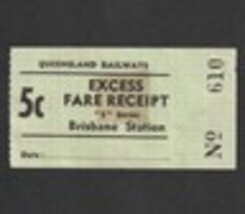 QUEENSLAND RAILWAYS
5c
EXCESS
FARE RECEIPT
"X" Series
Brisbane Station
Date:
No 610